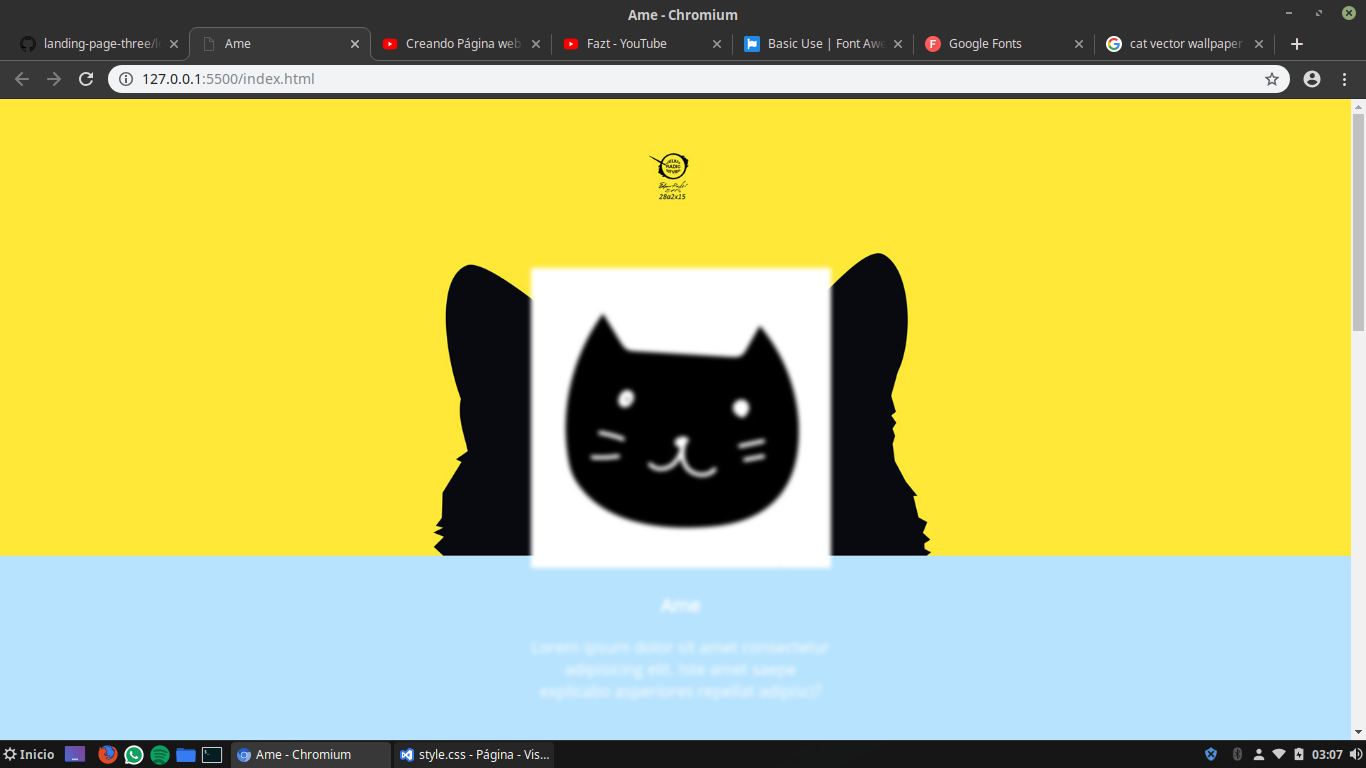 Ame - Chromium
landing-page-three/
Ame
Creando Página web
Fazt - YouTube
Basic Use | Font Awe
Google Fonts
cat vector wallpaper
127.0.0.1:5500/index.html
28a2x15
Ame
Lorem ipsum dolor sit amet consectetur
adipisicing elit. Iste amet saepe
explicabo asperiores repellat adipisci?
Inicio
Ame - Chromium
style.css - Página - Vis...
03:07